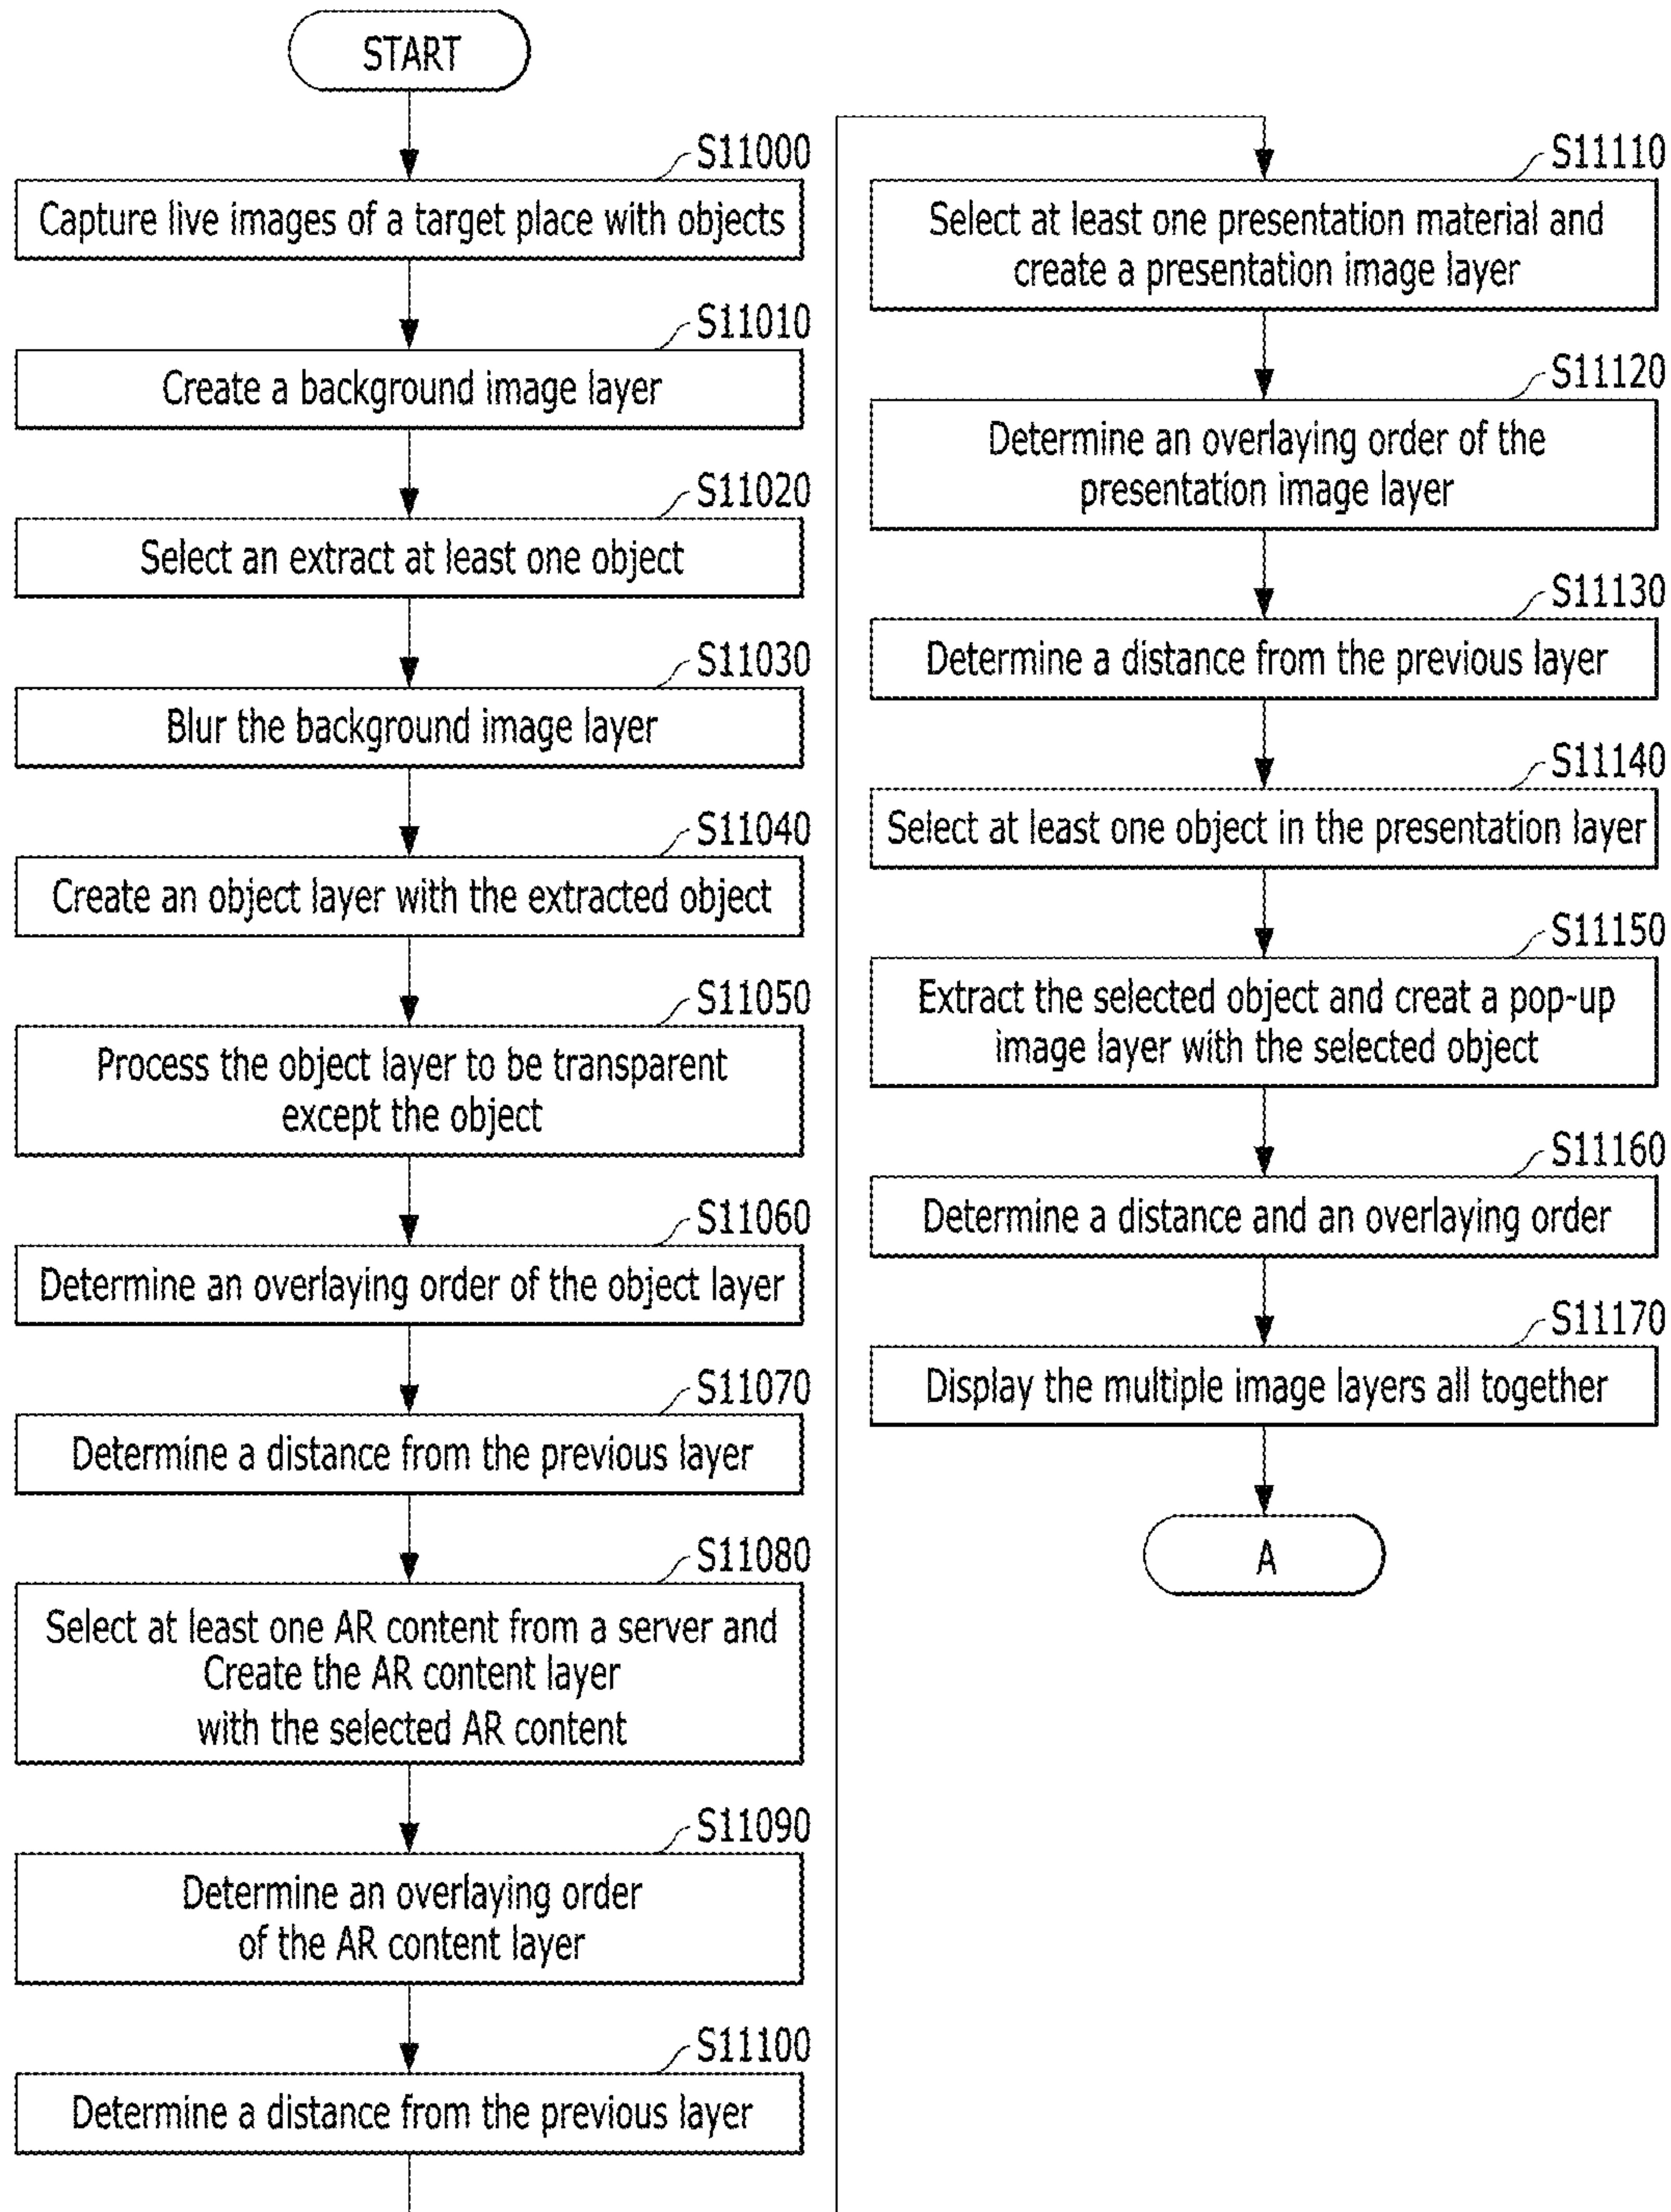 START
S11000
Capture live images of a target place with objects
S11010
Create a background image layer
S11020
Select an extract at least one object
S11030
Blur the background image layer
S11040
Create an object layer with the extracted object
S11050
Process the object layer to be transparent
except the object
S11060
Determine an overlaying order of the object layer
S11070
Determine a distance from the previous layer
S11080
Select at least one AR content from a server and
Create the AR content layer
with the selected AR content
S11090
Determine an overlaying order
of the AR content layer
S11100
Determine a distance from the previous layer
S11110
Select at least one presentation material and
create a presentation image layer
S11120
Determine an overlaying order of the
presentation image layer
S11130
Determine a distance from the previous layer
S11140
Select at least one object in the presentation layer
S11150
Extract the selected object and creat a pop-up
image layer with the selected object
S11160
Determine a distance and an overlaying order
S11170
Display the multiple image layers all together
A